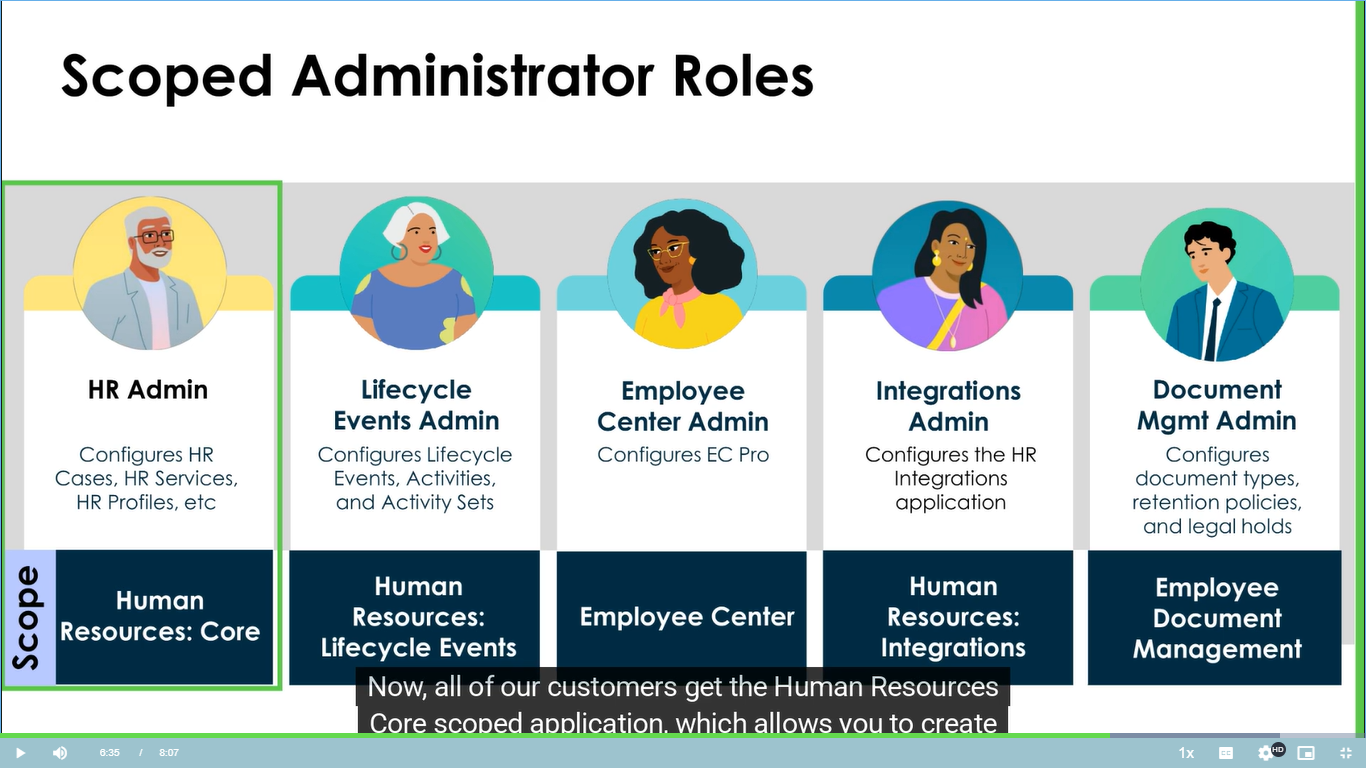 Scoped Administrator Roles
HR Admin
Configures HR
Cases, HR Services,
HR Profiles, etc
Lifecycle
Events Admin
Configures Lifecycle
Events, Activities,
and Activity Sets
Employee
Center Admin
Configures EC Pro
Integrations
Admin
Configures the HR
Integrations
application
Document
Mgmt Admin
Configures
document types,
retention policies,
and legal holds
Scope
Human
Resources: Core
Human
Resources:
Lifecycle Events
Employee Center
Human
Resources:
Integrations
Employee
Document
Management
Now, all of our customers get the Human Resources
Core scoped application, which allows you to create
6:35 / 8:07
1x
CC
HD